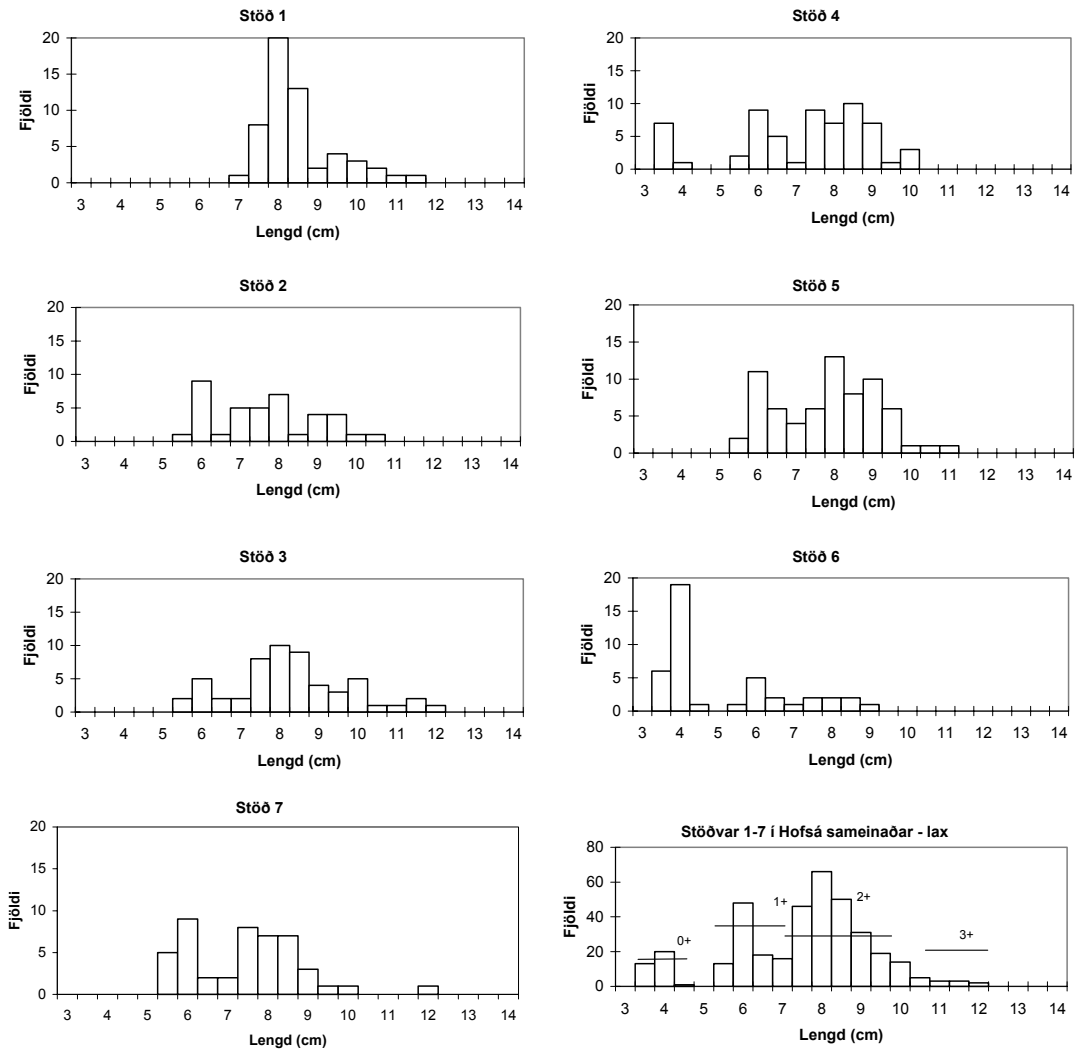 Stöð 1
20
15
10
5
0
Fjöldi
3 4 5 6 7 8 9 10 11 12 13 14
Lengd (cm)
Stöð 4
20
15
10
5
0
Fjöldi
3 4 5 6 7 8 9 10 11 12 13 14
Lengd (cm)
Stöð 2
20
15
10
5
0
Fjöldi
3 4 5 6 7 8 9 10 11 12 13 14
Lengd (cm)
Stöð 5
20
15
10
5
0
Fjöldi
3 4 5 6 7 8 9 10 11 12 13 14
Lengd (cm)
Stöð 3
20
15
10
5
0
Fjöldi
3 4 5 6 7 8 9 10 11 12 13 14
Lengd (cm)
Stöð 6
20
15
10
5
0
Fjöldi
3 4 5 6 7 8 9 10 11 12 13 14
Lengd (cm)
Stöð 7
20
15
10
5
0
Fjöldi
3 4 5 6 7 8 9 10 11 12 13 14
Lengd (cm)
Stöðvar 1-7 í Hofsá sameinaðar - lax
80
60
40
20
0
Fjöldi
0+
1+
2+
3+
3 4 5 6 7 8 9 10 11 12 13 14
Lengd (cm)